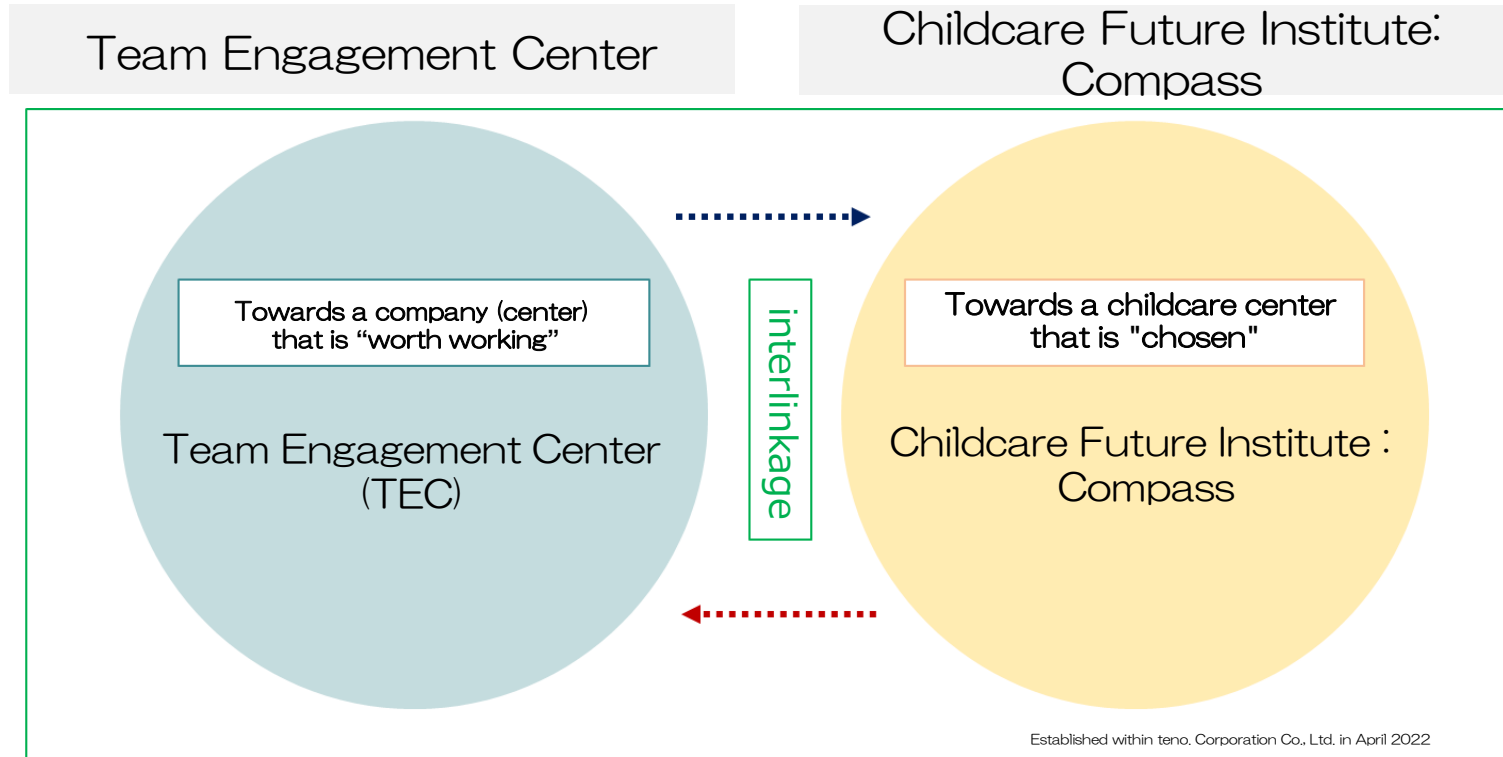 Team Engagement Center
Childcare Future Institute:
Compass
Towards a company (center)
that is “worth working”
Team Engagement Center
(TEC)
interlinkage
Towards a childcare center
that is "chosen"
Childcare Future Institute :
Compass
Established within teno. Corporation Co., Ltd. in April 2022